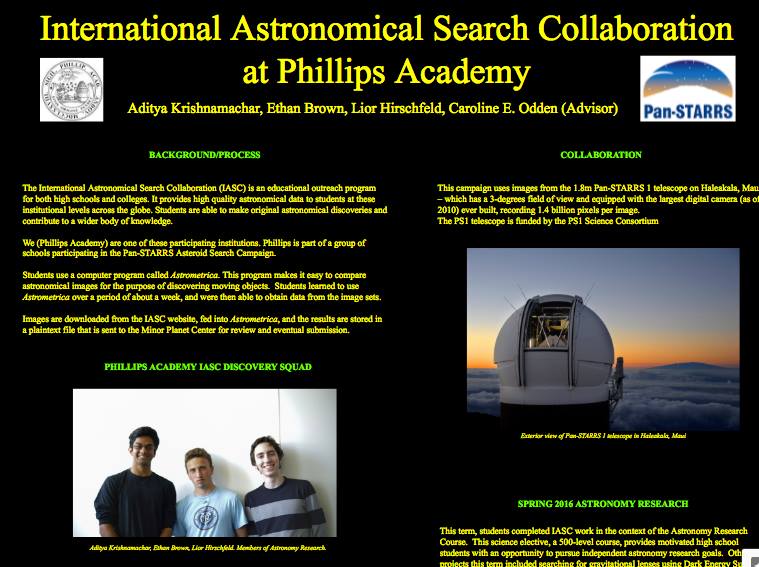 International Astronomical Search Collaboration
at Phillips Academy
Aditya Krishnamachar, Ethan Brown, Lior Hirschfeld, Caroline E. Odden (Advisor)
Pan-STARRS
BACKGROUND/PROCESS
The International Astronomical Search Collaboration (IASC) is an educational outreach program
for both high schools and colleges. It provides high quality astronomical data to students at these
institutional levels across the globe. Students are able to make original astronomical discoveries and
contribute to a wider body of knowledge.
We (Phillips Academy) are one of these participating institutions. Phillips is part of a group of
schools participating in the Pan-STARRS Asteroid Search Campaign.
Students use a computer program called Astrometrica. This program makes it easy to compare
astronomical images for the purpose of discovering moving objects. Students learned to use
Astrometrica over a period of about a week, and were then able to obtain data from the image sets.
Images are downloaded from the IASC website, fed into Astrometrica, and the results are stored in
a plaintext file that is sent to the Minor Planet Center for review and eventual submission.
PHILLIPS ACADEMY IASC DISCOVERY SQUAD
Aditya Krishnamachar, Ethan Brown, Lior Hirschfeld. Members of Astronomy Research.
COLLABORATION
This campaign uses images from the 1.8m Pan-STARRS 1 telescope on Haleakala, Mau
– which has a 3-degrees field of view and equipped with the largest digital camera (as of
2010) ever built, recording 1.4 billion pixels per image.
The PS1 telescope is funded by the PS1 Science Consortium
Exterior view of Pan-STARRS 1 telescope in Haleakala, Maui
SPRING 2016 ASTRONOMY RESEARCH
This term, students completed IASC work in the context of the Astronomy Research
Course. This science elective, a 500-level course, provides motivated high school
students with an opportunity to pursue independent astronomy research goals. Oth
projects this term included searching for gravitational lenses using Dark Energy Su